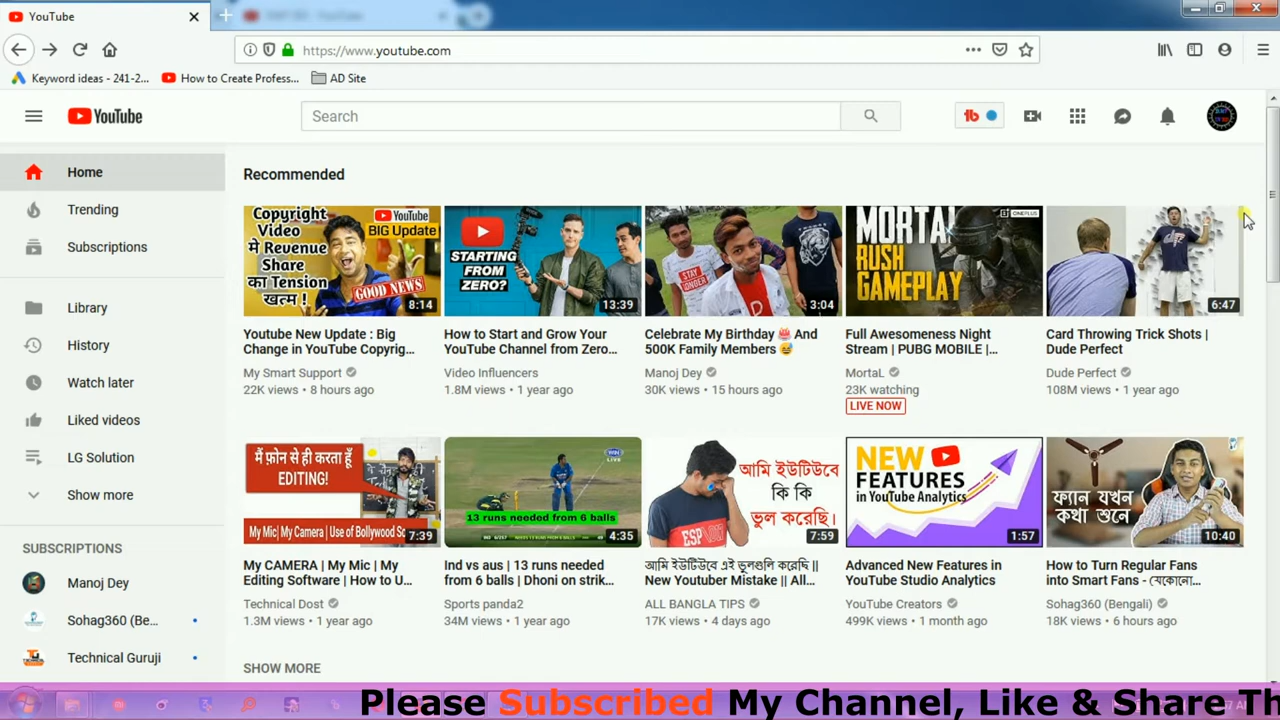 YouTube
https://www.youtube.com
Keyword ideas - 241-2...
How to Create Profess...
AD Site
YouTube
Search
Home
Trending
Subscriptions
Library
History
Watch later
Liked videos
LG Solution
Show more
SUBSCRIPTIONS
Manoj Dey
Sohag360 (Be...
Technical Guruji
Recommended
Copyright
Video
मे Revenue
Share
का Tension
खत्म !
YouTube
BIG Update
GOOD NEWS
8:14
Youtube New Update : Big
Change in YouTube Copyrig...
My Smart Support
22K views • 8 hours ago
STARTING
FROM
ZERO?
13:39
How to Start and Grow Your
YouTube Channel from Zero...
Video Influencers
1.8M views • 1 year ago
3:04
Celebrate My Birthday 🎂 And
500K Family Members 😅
Manoj Dey
30K views • 15 hours ago
ONEPLUS
MORTAL
RUSH
GAMEPLAY
Full Awesomeness Night
Stream | PUBG MOBILE |...
MortaL
23K watching
LIVE NOW
6:47
Card Throwing Trick Shots |
Dude Perfect
Dude Perfect
108M views • 1 year ago
मैं फ़ोन से ही करता हूँ
EDITING!
My Mic| My Camera | Use of Bollywood So
7:39
My CAMERA | My Mic | My
Editing Software | How to U...
Technical Dost
1.3M views • 1 year ago
WIN
LIVE
13 runs needed from 6 balls
4:35
Ind vs aus | 13 runs needed
from 6 balls | Dhoni on strik...
Sports panda2
34M views • 1 year ago
আমি ইউটিউবে
কি কি
ভুল করেছি।
7:59
আমি ইউটিউবে এই ভুলগুলি করেছি ||
New Youtuber Mistake || All...
ALL BANGLA TIPS
17K views • 4 days ago
NEW
FEATURES
in YouTube Analytics
1:57
Advanced New Features in
YouTube Studio Analytics
YouTube Creators
499K views • 1 month ago
ফ্যান যখন
কথা শুনে
10:40
How to Turn Regular Fans
into Smart Fans - যেকোনো...
Sohag360 (Bengali)
18K views • 6 hours ago
SHOW MORE
Please Subscribed My Channel, Like & Share Th